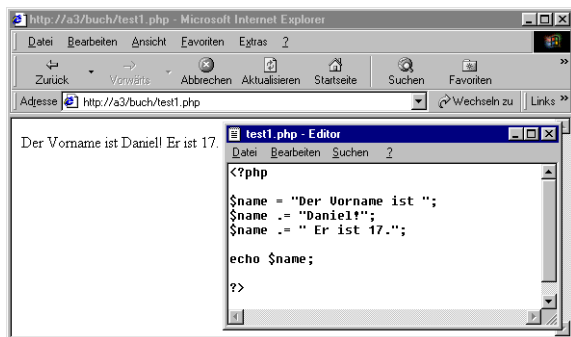 http://a3/buch/test1.php - Microsoft Internet Explorer
Datei Bearbeiten Ansicht Favoriten Extras ?
Zurück Vorwärts Abbrechen Aktualisieren Startseite Suchen Favoriten »
Adresse http://a3/buch/test1.php Wechseln zu Links »
Der Vorname ist Daniel! Er ist 17.
test1.php - Editor
Datei Bearbeiten Suchen ?
<?php
$name = "Der Vorname ist ";
$name .= "Daniel!";
$name .= " Er ist 17.";
echo $name;
?>